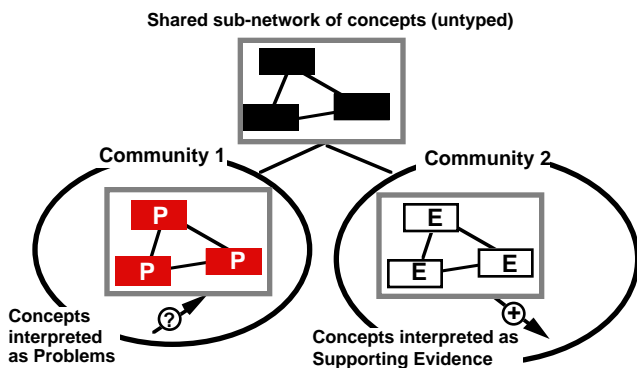 Shared sub-network of concepts (untyped)
Community 1
Community 2
P
P
P
E
E
E
?
+
Concepts
interpreted
as Problems
Concepts interpreted as
Supporting Evidence